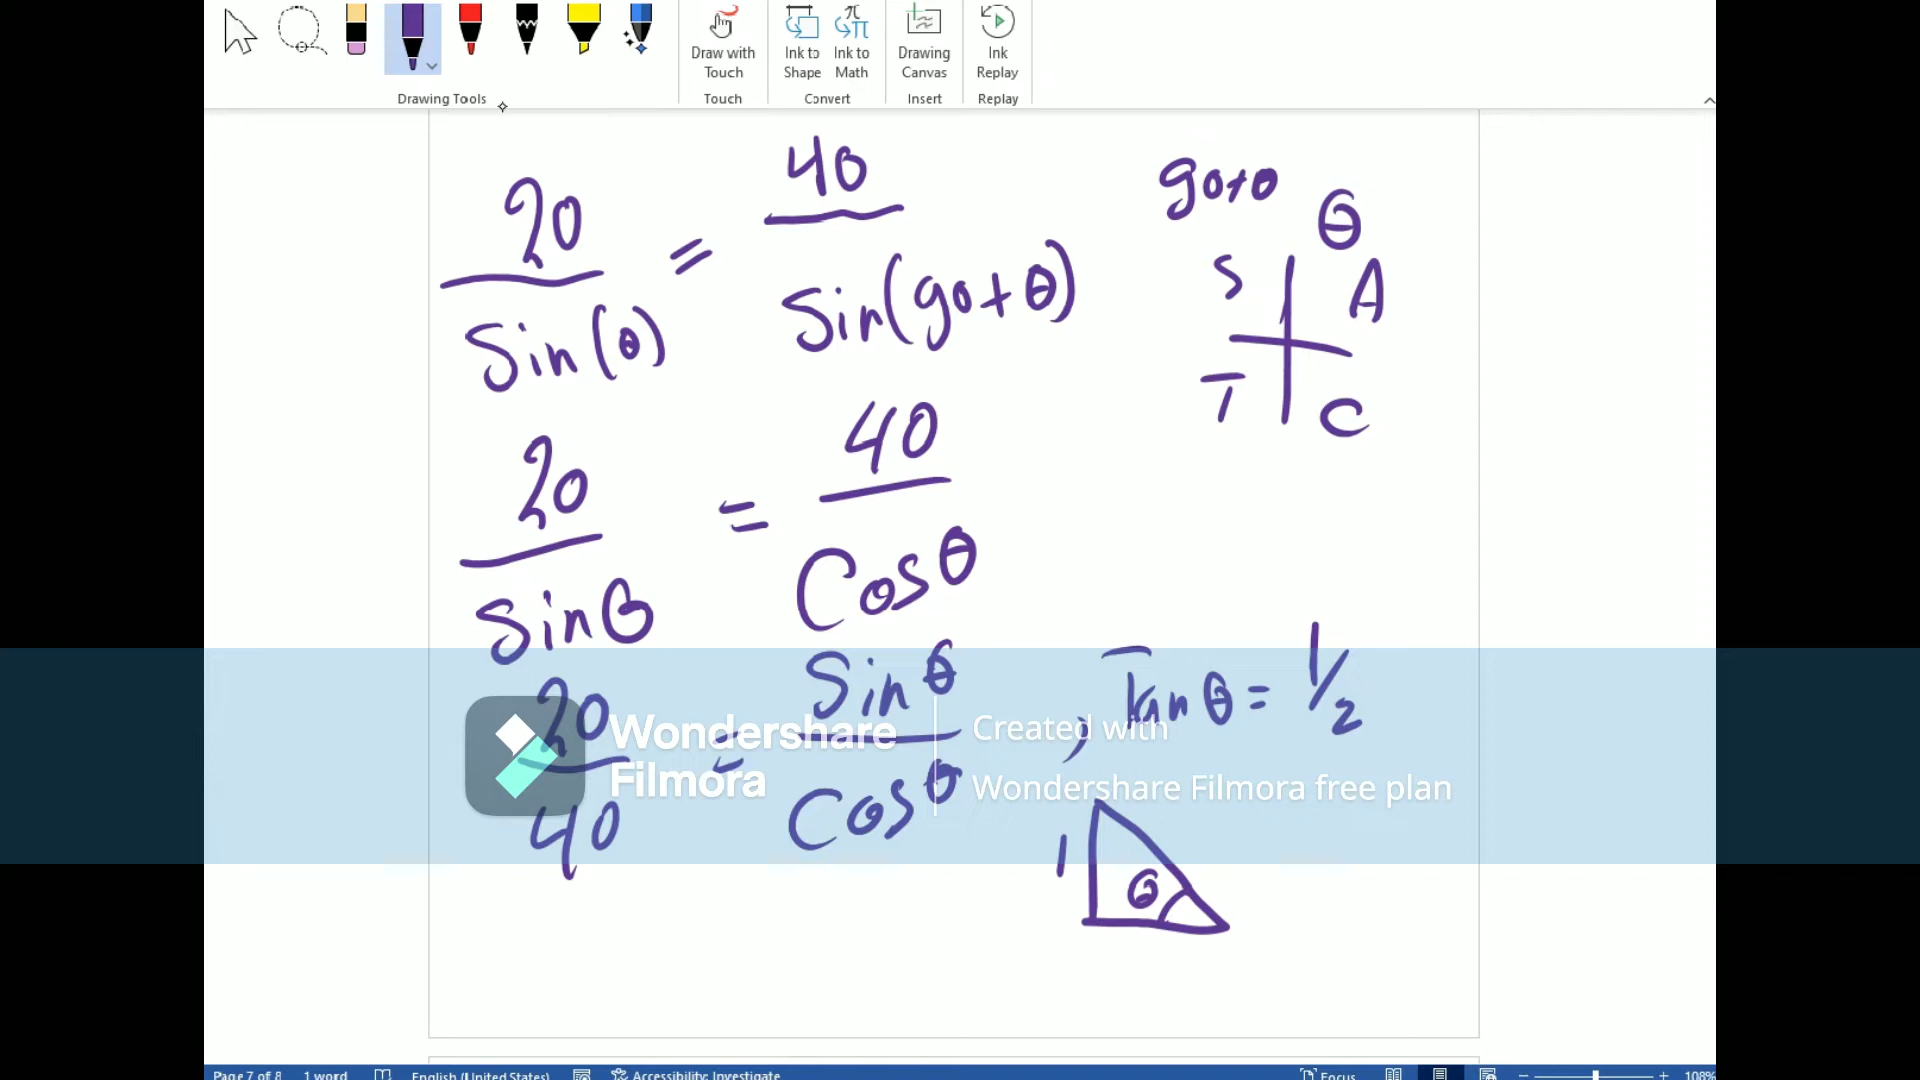 Draw with Touch
Ink to Shape
Ink to Math
Drawing Canvas
Ink Replay
Drawing Tools
Touch
Convert
Insert
Replay
20/Sin(θ) = 40/Sin(90+θ)
90+θ
θ
S A
T C
20/Sinθ = 40/Cosθ
20/40 = Sinθ/Cosθ , Tanθ = 1/2
Wondershare Filmora
Created with
Wondershare Filmora free plan
1
θ
Page 7 of 8 1 word English (United States) Accessibility: Investigate Focus 108%